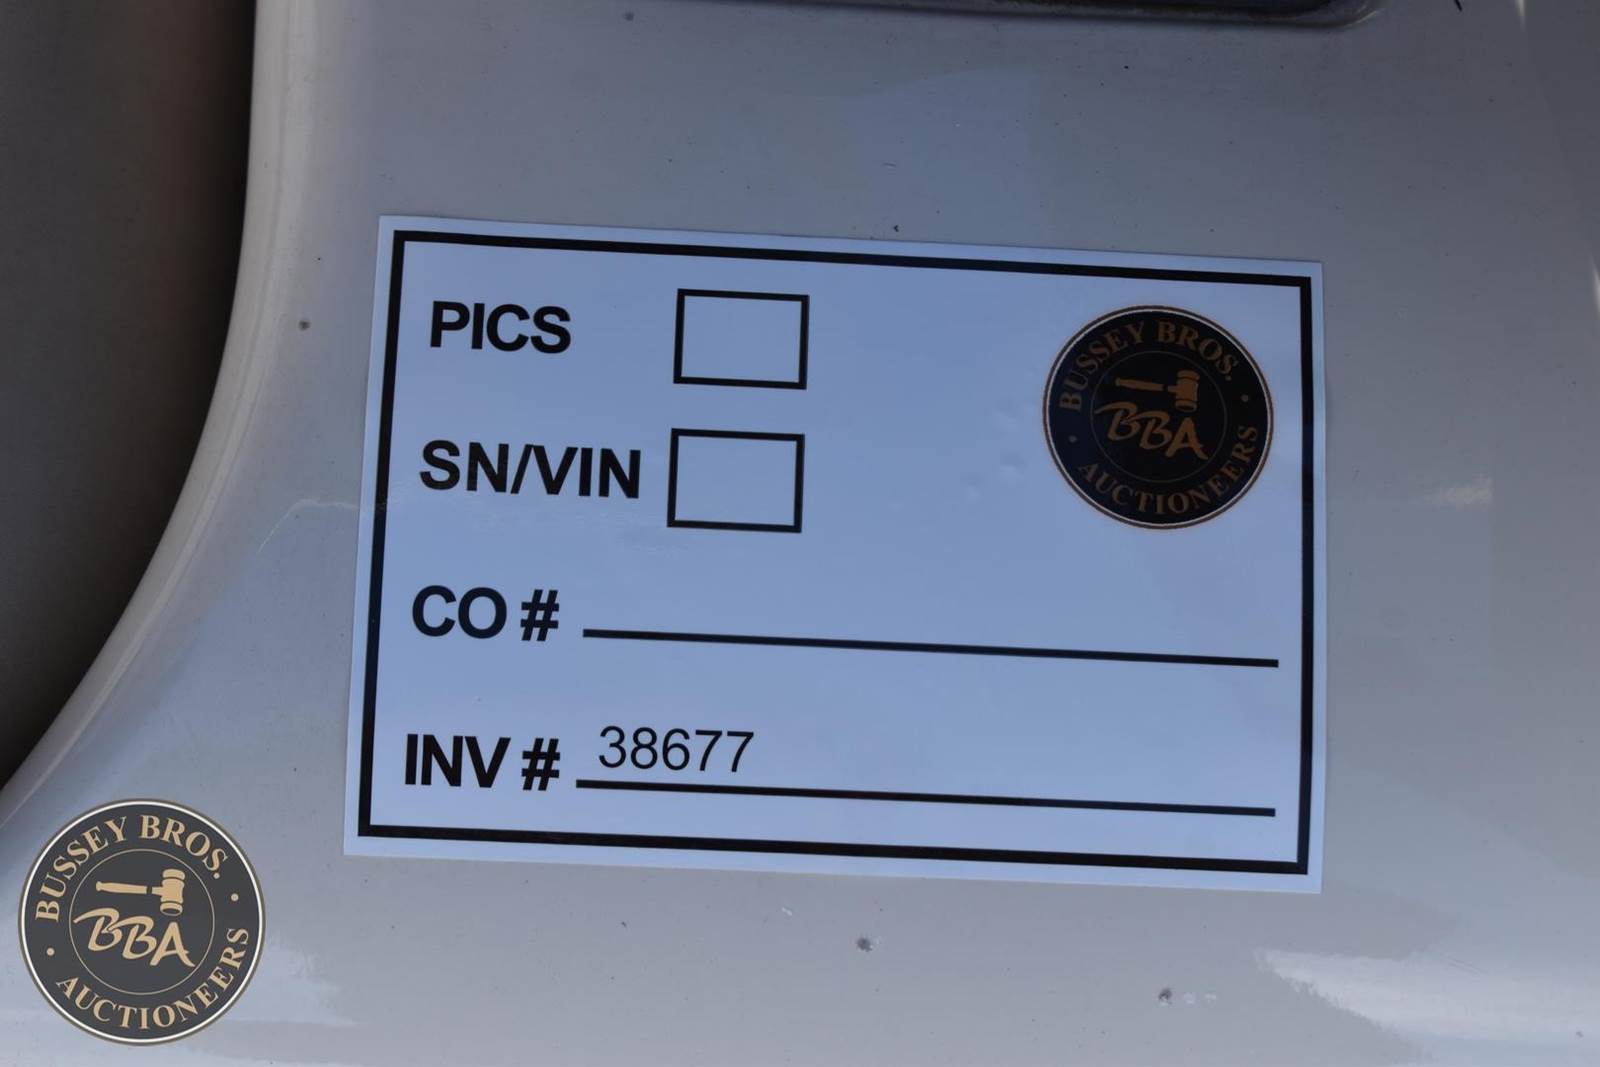 PICS
SN/VIN
CO #
INV # 38677
BUSSEY BROS.
BBA
AUCTIONEERS
BUSSEY BROS.
BBA
AUCTIONEERS